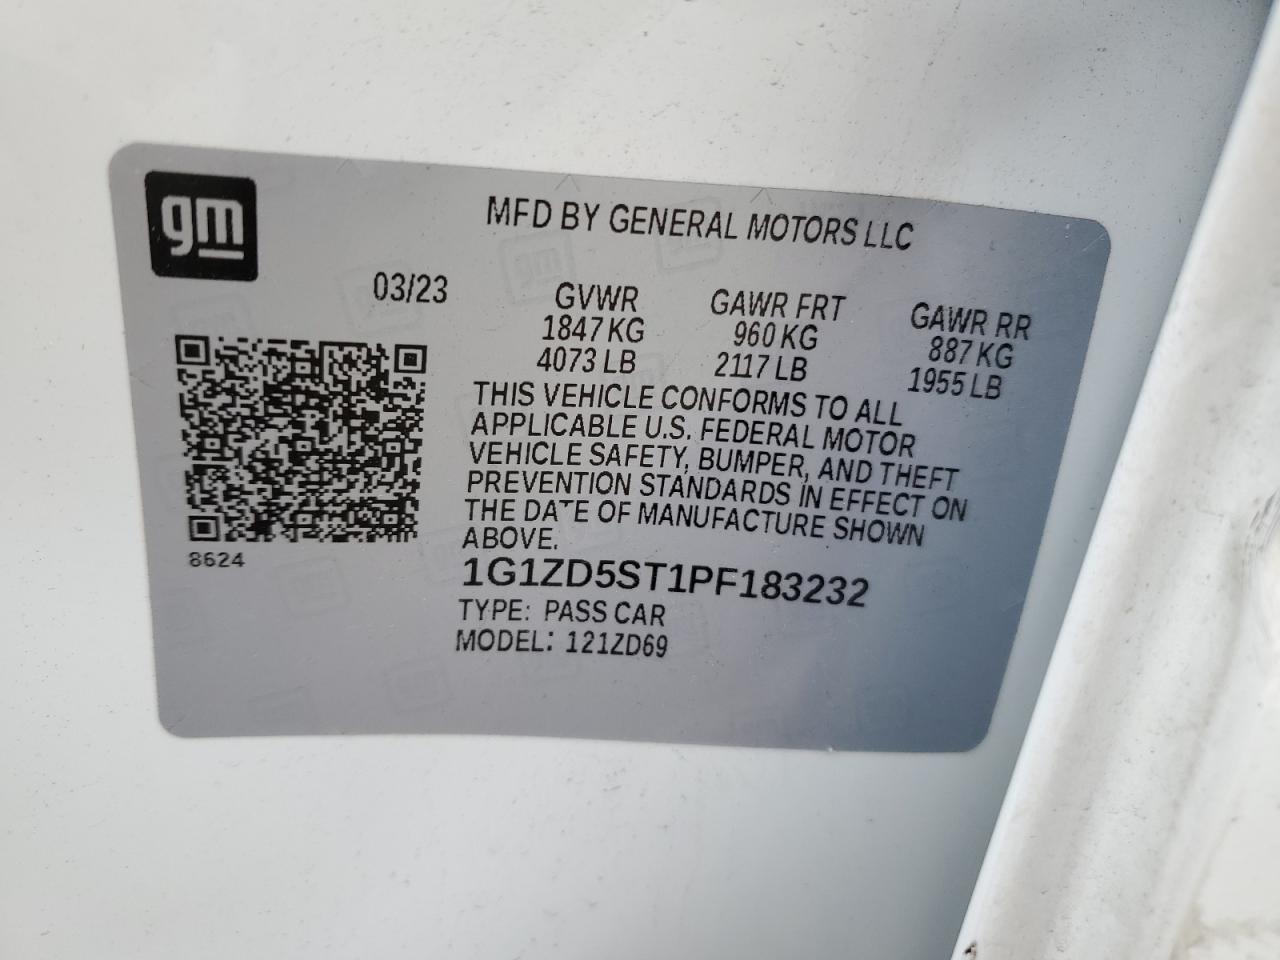 gm
MFD BY GENERAL MOTORS LLC
03/23 GVWR GAWR FRT GAWR RR
1847 KG 960 KG 887 KG
4073 LB 2117 LB 1955 LB
THIS VEHICLE CONFORMS TO ALL
APPLICABLE U.S. FEDERAL MOTOR
VEHICLE SAFETY, BUMPER, AND THEFT
PREVENTION STANDARDS IN EFFECT ON
THE DATE OF MANUFACTURE SHOWN
ABOVE.
8624
1G1ZD5ST1PF183232
TYPE: PASS CAR
MODEL: 121ZD69